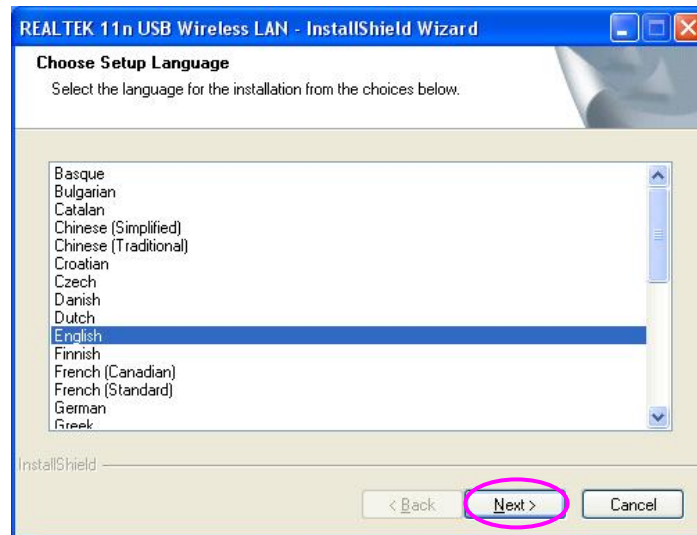 REALTEK 11n USB Wireless LAN - InstallShield Wizard
Choose Setup Language
Select the language for the installation from the choices below.
Basque
Bulgarian
Catalan
Chinese (Simplified)
Chinese (Traditional)
Croatian
Czech
Danish
Dutch
English
Finnish
French (Canadian)
French (Standard)
German
Greek
InstallShield
< Back Next > Cancel